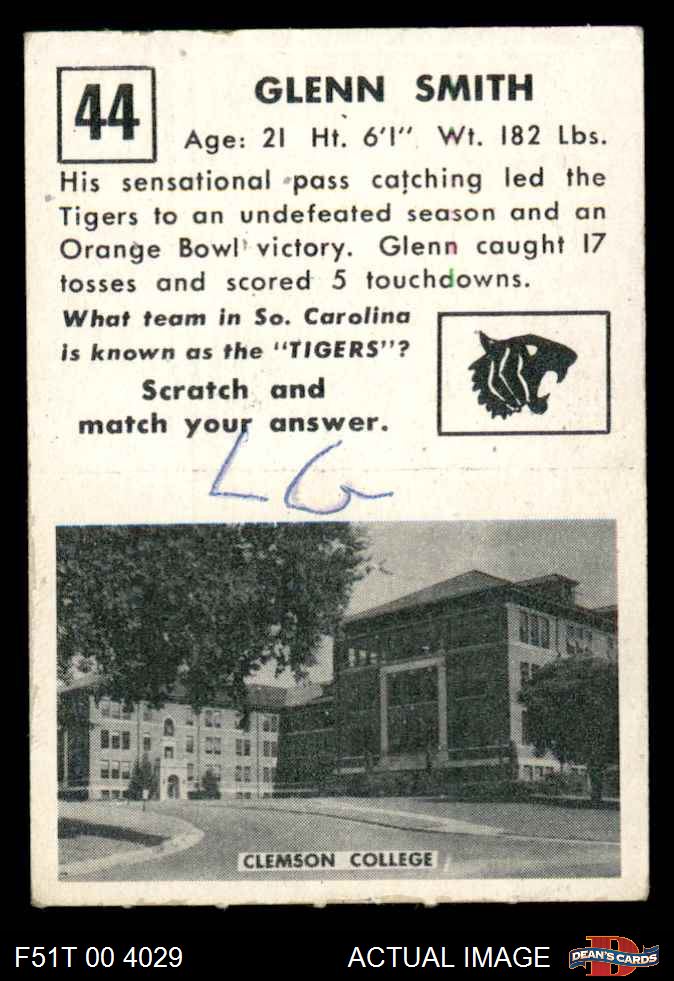 44
GLENN SMITH
Age: 21 Ht. 6'1" Wt. 182 Lbs.
His sensational pass catching led the
Tigers to an undefeated season and an
Orange Bowl victory. Glenn caught 17
tosses and scored 5 touchdowns.
What team in So. Carolina
is known as the "TIGERS"?
Scratch and
match your answer.
CLEMSON COLLEGE
F51T 00 4029
ACTUAL IMAGE
D
DEAN'S CARDS